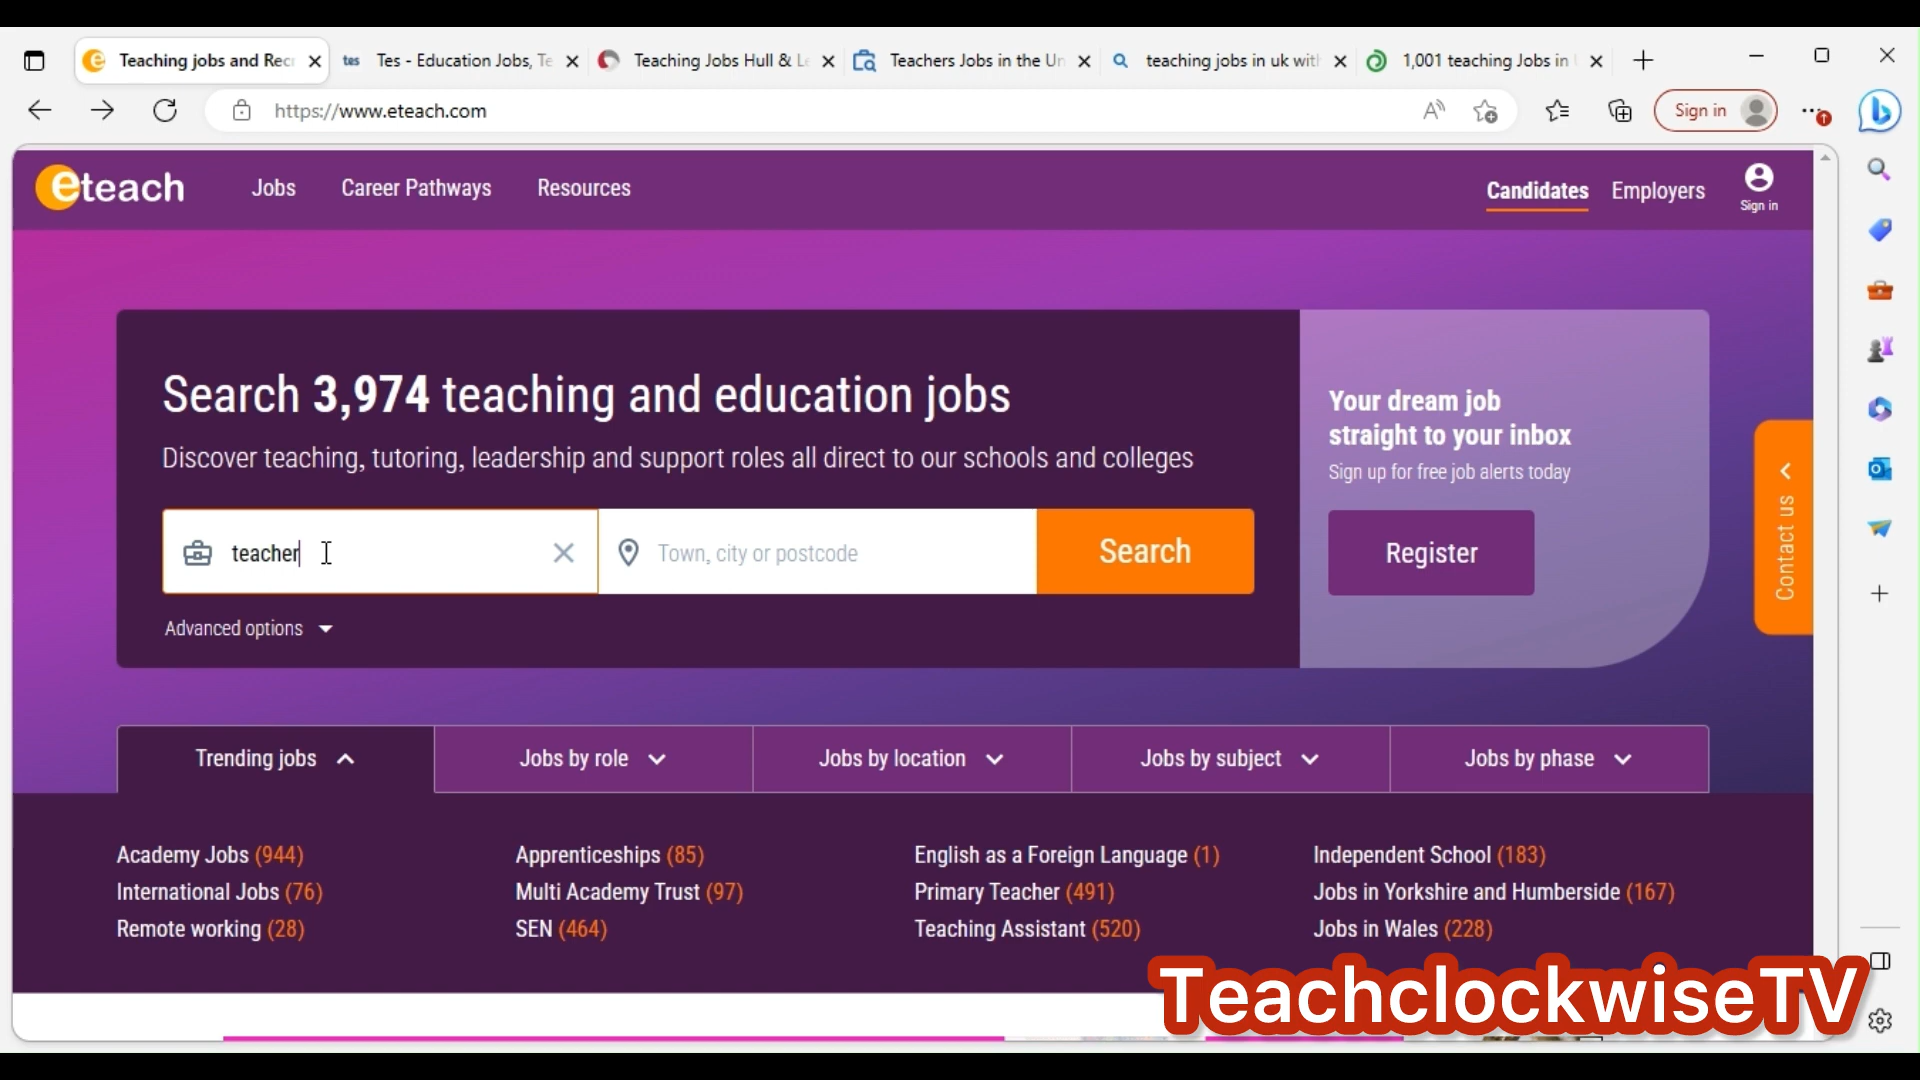 Teaching jobs and Recr
tes Tes - Education Jobs, Te
Teaching Jobs Hull & Le
Teachers Jobs in the Un
teaching jobs in uk with
1,001 teaching Jobs in
https://www.eteach.com
Sign in
eteach
Jobs
Career Pathways
Resources
Candidates
Employers
Sign in
Search 3,974 teaching and education jobs
Discover teaching, tutoring, leadership and support roles all direct to our schools and colleges
teacher
Town, city or postcode
Search
Advanced options
Your dream job
straight to your inbox
Sign up for free job alerts today
Register
Contact us
Trending jobs
Jobs by role
Jobs by location
Jobs by subject
Jobs by phase
Academy Jobs (944)
International Jobs (76)
Remote working (28)
Apprenticeships (85)
Multi Academy Trust (97)
SEN (464)
English as a Foreign Language (1)
Primary Teacher (491)
Teaching Assistant (520)
Independent School (183)
Jobs in Yorkshire and Humberside (167)
Jobs in Wales (228)
TeachclockwiseTV